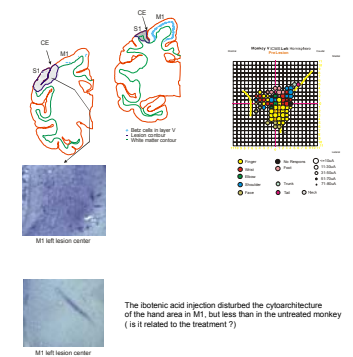 CE
M1
S1
CE
M1
S1
Betz cells in layer V
Lesion contour
White matter contour
Pre-Lesion
Finger
Wrist
Elbow
Shoulder
Face
No Response
Foot
Trunk
Tail
Neck
M1 left lesion center
M1 left lesion center
The ibotenic acid injection disturbed the cytoarchitecture
of the hand area in M1, but less than in the untreated monkey
( is it related to the treatment ?)